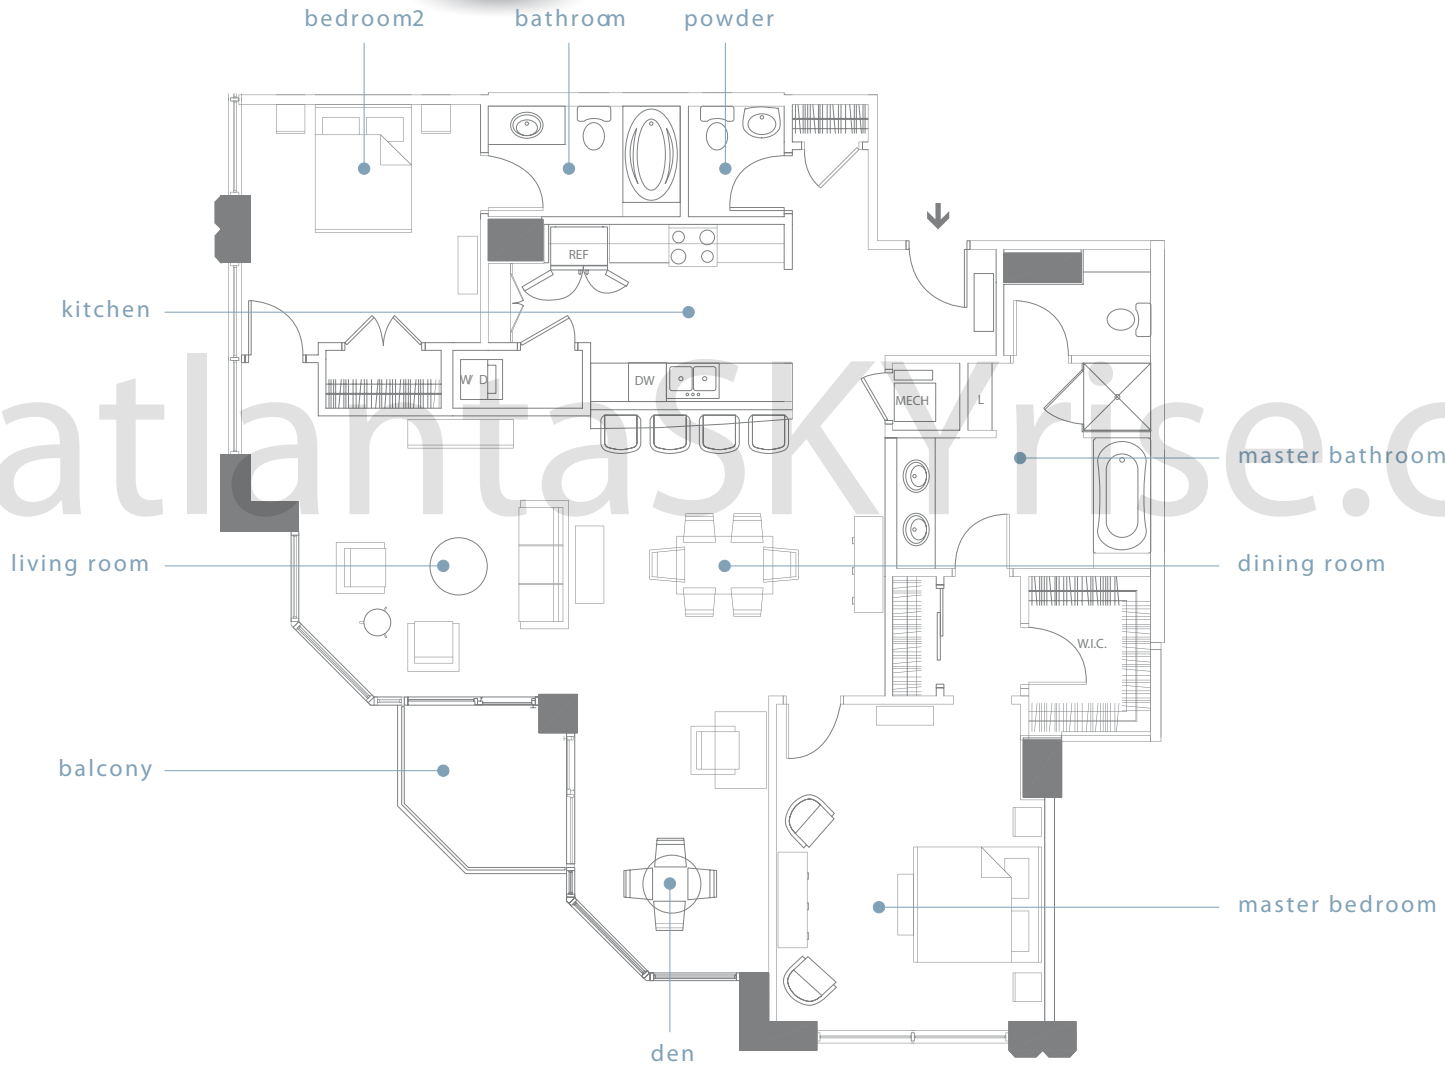 bedroom2
bathroom
powder
REF
kitchen
W D
DW
MECH
L
atlantaSKYrise.c
master bathroom
living room
dining room
W.I.C.
balcony
master bedroom
den